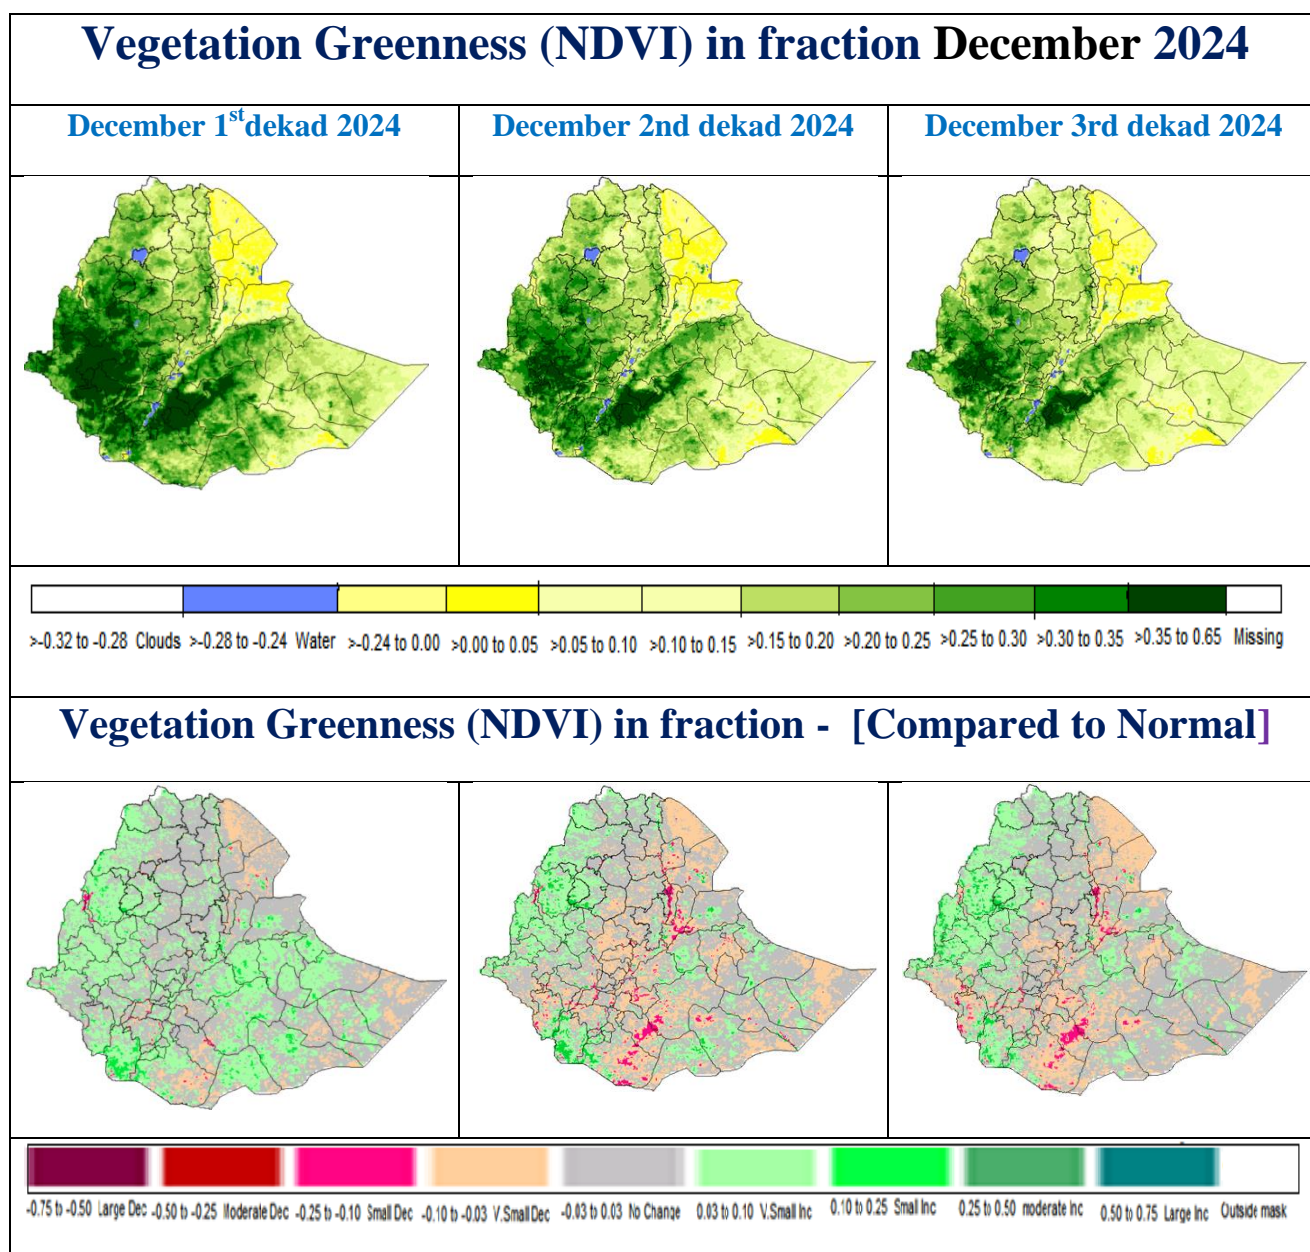 Vegetation Greenness (NDVI) in fraction December 2024
December 1st dekad 2024
December 2nd dekad 2024
December 3rd dekad 2024
>-0.32 to -0.28 Clouds >-0.28 to -0.24 Water >-0.24 to 0.00 >0.00 to 0.05 >0.05 to 0.10 >0.10 to 0.15 >0.15 to 0.20 >0.20 to 0.25 >0.25 to 0.30 >0.30 to 0.35 >0.35 to 0.65 Missing
Vegetation Greenness (NDVI) in fraction - [Compared to Normal]
-0.75 to -0.50 Large Dec -0.50 to -0.25 Moderate Dec -0.25 to -0.10 Small Dec -0.10 to -0.03 V.Small Dec -0.03 to 0.03 No Change 0.03 to 0.10 V.Small Inc 0.10 to 0.25 Small Inc 0.25 to 0.50 moderate Inc 0.50 to 0.75 Large Inc Outside mask